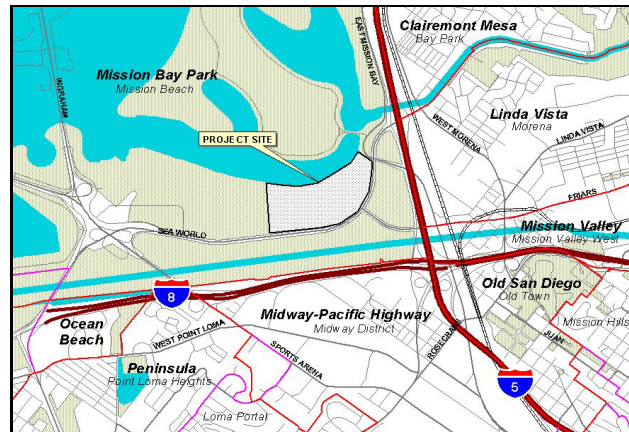 Clairemont Mesa
Bay Park
EAST MISSION BAY
Mission Bay Park
Mission Beach
INGRAHAM
Linda Vista
Morena
WEST MORENA
LINDA VISTA
PROJECT SITE
FRIARS
SEA WORLD
Mission Valley
Mission Valley West
Old San Diego
Old Town
8
Midway-Pacific Highway
Midway District
Ocean
Beach
ROSECRANS
Mission Hills
JUAN
WEST POINT LOMA
SPORTS ARENA
Peninsula
Point Loma Heights
5
Loma Portal